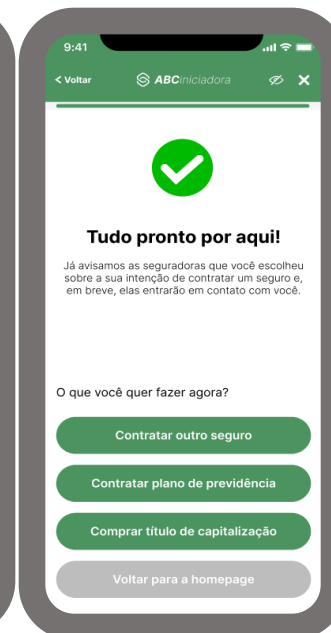 9:41
< Voltar
ABCiniciadora
Tudo pronto por aqui!
Já avisamos as seguradoras que você escolheu
sobre a sua intenção de contratar um seguro e,
em breve, elas entrarão em contato com você.
O que você quer fazer agora?
Contratar outro seguro
Contratar plano de previdência
Comprar título de capitalização
Voltar para a homepage